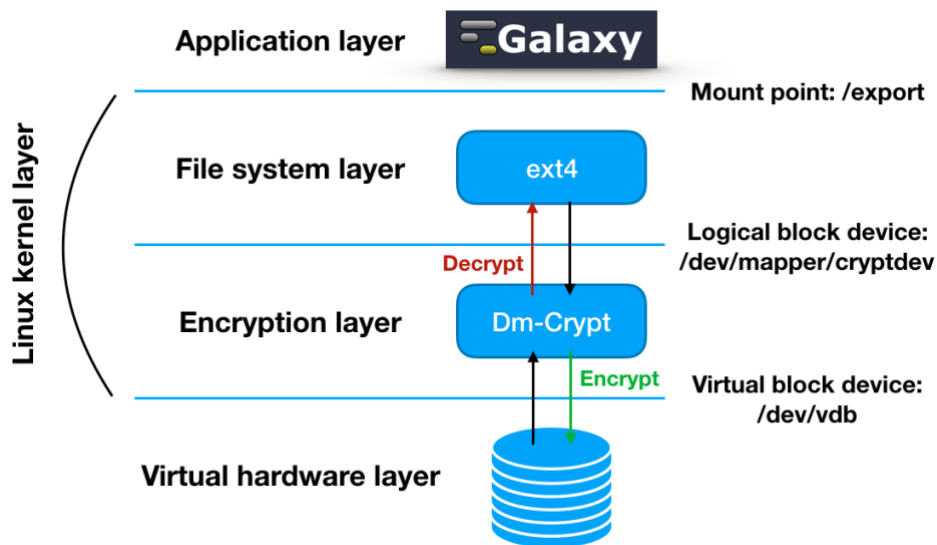 Application layer
Galaxy
Mount point: /export
Linux kernel layer
File system layer
ext4
Logical block device:
/dev/mapper/cryptdev
Decrypt
Encryption layer
Dm-Crypt
Encrypt
Virtual block device:
/dev/vdb
Virtual hardware layer